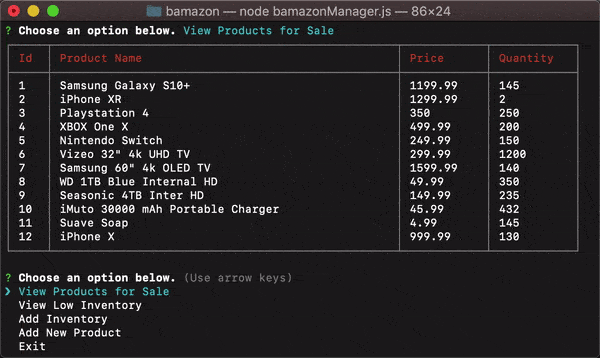 bamazon — node bamazonManager.js — 86×24
? Choose an option below. View Products for Sale
Id Product Name Price Quantity
1 Samsung Galaxy S10+ 1199.99 145
2 iPhone XR 1299.99 2
3 Playstation 4 350 250
4 XBOX One X 499.99 200
5 Nintendo Switch 249.99 150
6 Vizeo 32" 4k UHD TV 299.99 1200
7 Samsung 60" 4k OLED TV 1599.99 140
8 WD 1TB Blue Internal HD 49.99 350
9 Seasonic 4TB Inter HD 149.99 235
10 iMuto 30000 mAh Portable Charger 45.99 432
11 Suave Soap 4.99 145
12 iPhone X 999.99 130
? Choose an option below. (Use arrow keys)
❯ View Products for Sale
View Low Inventory
Add Inventory
Add New Product
Exit